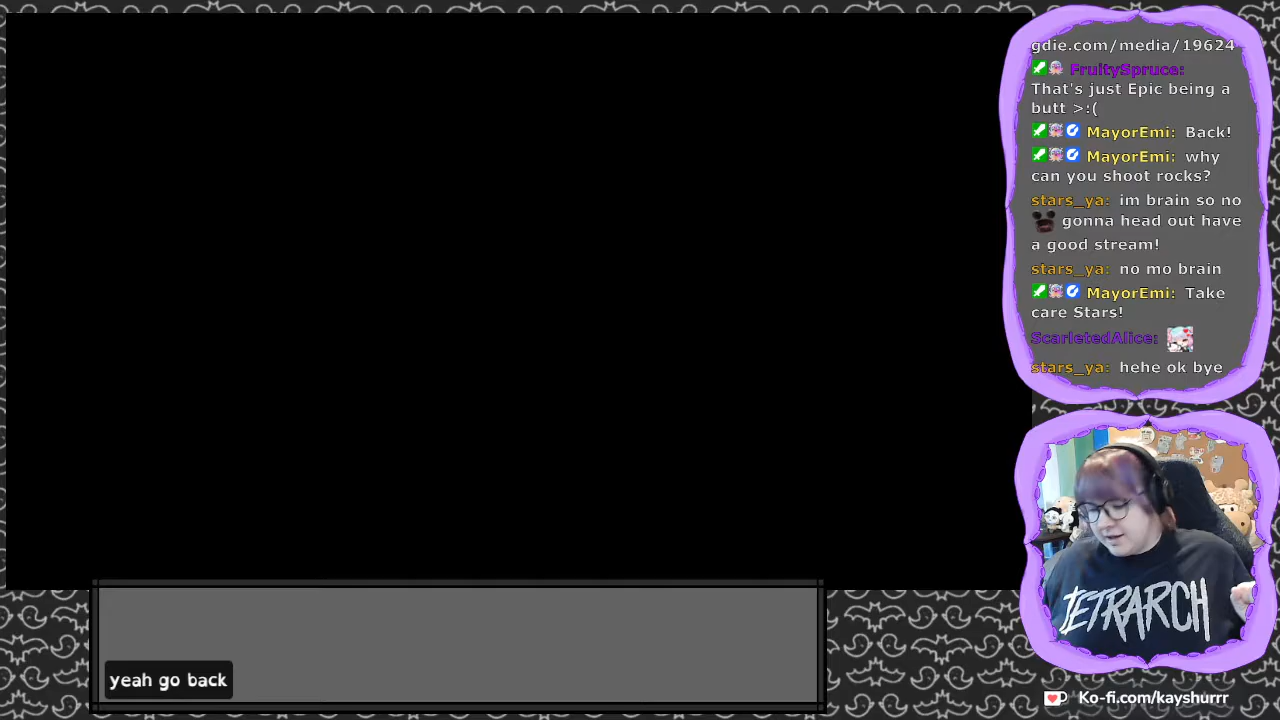 gdie.com/media/19624
FruitySpruce:
That's just Epic being a
butt >:(
MayorEmi: Back!
MayorEmi: why
can you shoot rocks?
stars_ya: im brain so no
gonna head out have
a good stream!
stars_ya: no mo brain
MayorEmi: Take
care Stars!
ScarletedAlice:
stars_ya: hehe ok bye
TETRARCH
yeah go back
Ko-fi.com/kayshurrr